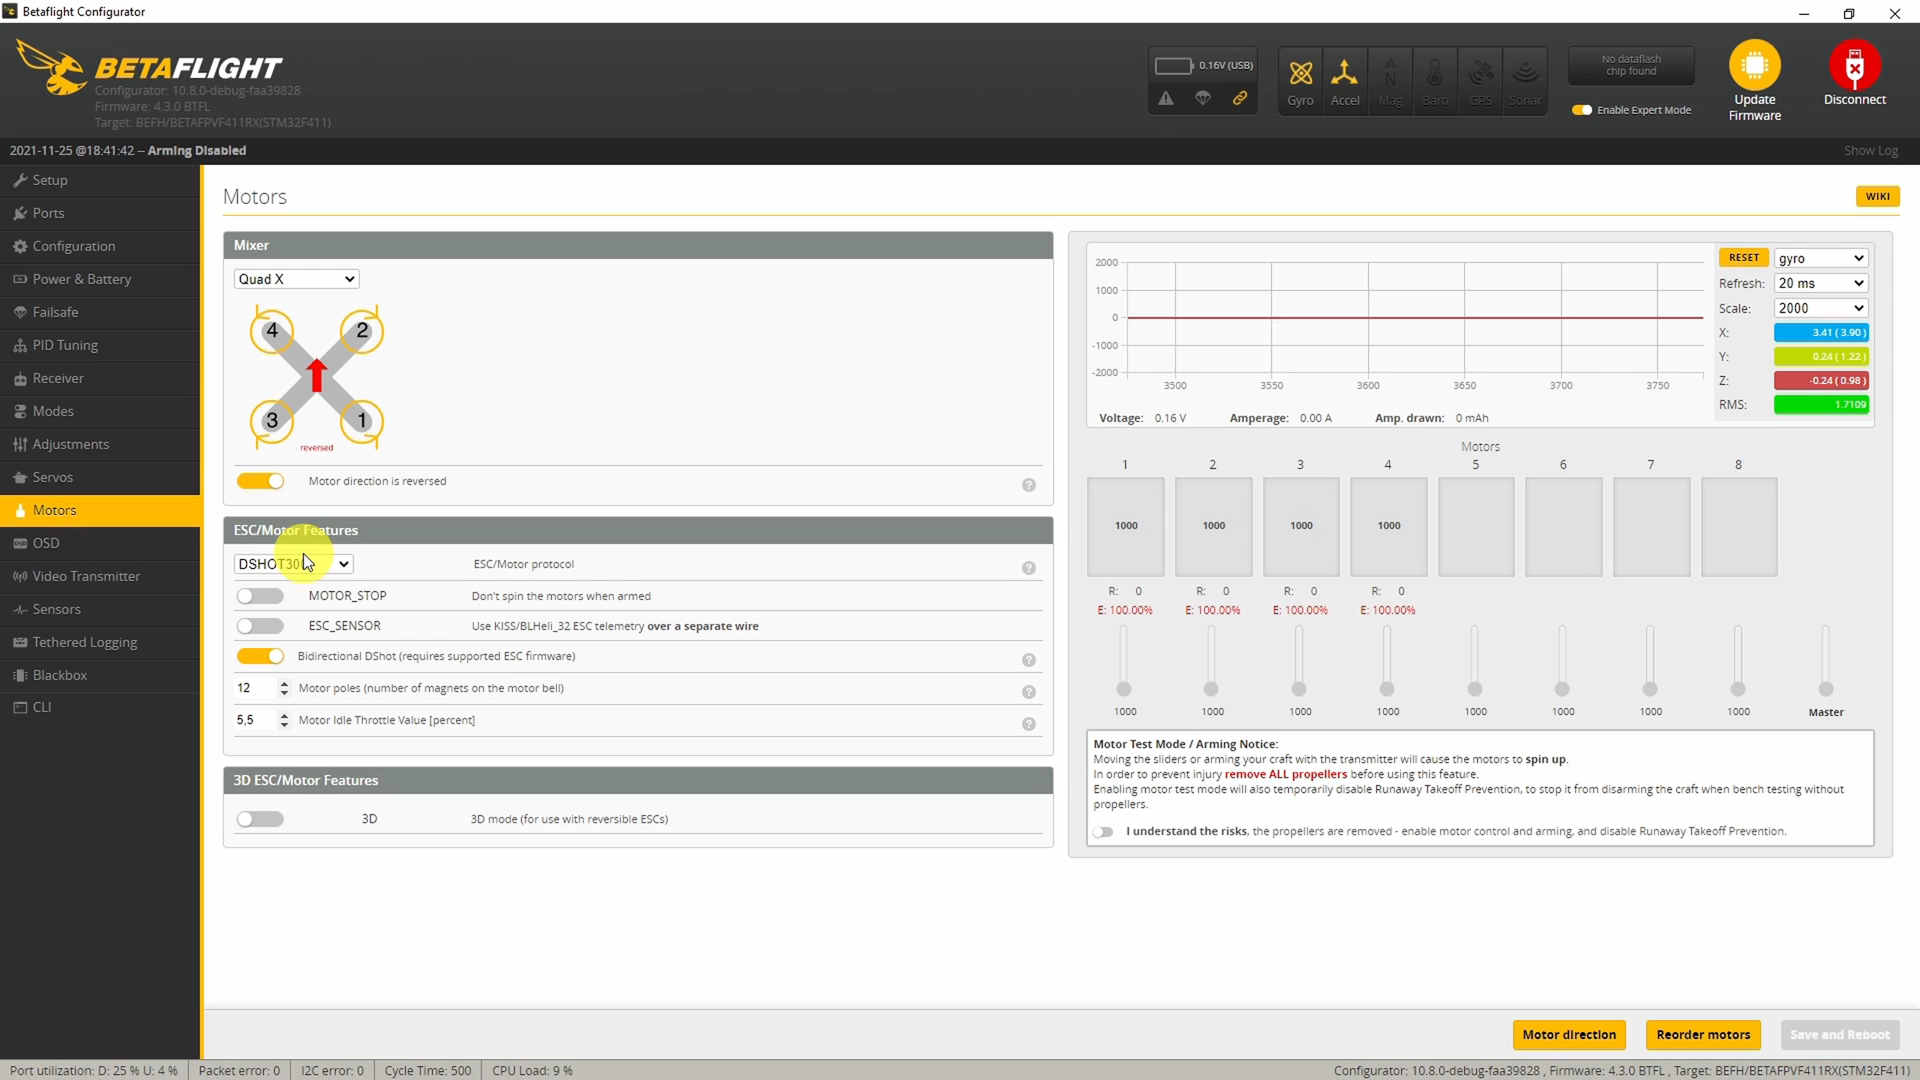 Betaflight Configurator
BETAFLIGHT
Configurator: 10.8.0-debug-faa39828
Firmware: 4.3.0 BTFL
Target: BEFH/BETAFPVF411RX(STM32F411)
0.16V (USB)
Gyro Accel Mag Baro GPS Sonar
No dataflash
chip found
Enable Expert Mode
Update
Firmware
Disconnect
2021-11-25 @18:41:42 -- Arming Disabled
Show Log
Setup
Ports
Configuration
Power & Battery
Failsafe
PID Tuning
Receiver
Modes
Adjustments
Servos
Motors
OSD
Video Transmitter
Sensors
Tethered Logging
Blackbox
CLI
Motors
WIKI
Mixer
Quad X
4 2
3 1
reversed
Motor direction is reversed
ESC/Motor Features
DSHOT300 ESC/Motor protocol
MOTOR_STOP Don't spin the motors when armed
ESC_SENSOR Use KISS/BLHeli_32 ESC telemetry over a separate wire
Bidirectional DShot (requires supported ESC firmware)
12 Motor poles (number of magnets on the motor bell)
5,5 Motor Idle Throttle Value [percent]
3D ESC/Motor Features
3D 3D mode (for use with reversible ESCs)
2000
1000
0
-1000
-2000
3500 3550 3600 3650 3700 3750
RESET gyro
Refresh: 20 ms
Scale: 2000
X: 3.41 ( 3.90 )
Y: 0.24 ( 1.22 )
Z: -0.24 ( 0.98 )
RMS: 1.7109
Voltage: 0.16 V Amperage: 0.00 A Amp. drawn: 0 mAh
Motors
1 2 3 4 5 6 7 8
1000 1000 1000 1000
R: 0 R: 0 R: 0 R: 0
E: 100.00% E: 100.00% E: 100.00% E: 100.00%
1000 1000 1000 1000 1000 1000 1000 1000 Master
Motor Test Mode / Arming Notice:
Moving the sliders or arming your craft with the transmitter will cause the motors to spin up.
In order to prevent injury remove ALL propellers before using this feature.
Enabling motor test mode will also temporarily disable Runaway Takeoff Prevention, to stop it from disarming the craft when bench testing without
propellers.
I understand the risks, the propellers are removed - enable motor control and arming, and disable Runaway Takeoff Prevention.
Motor direction
Reorder motors
Save and Reboot
Port utilization: D: 25 % U: 4 % Packet error: 0 I2C error: 0 Cycle Time: 500 CPU Load: 9 %
Configurator: 10.8.0-debug-faa39828 , Firmware: 4.3.0 BTFL , Target: BEFH/BETAFPVF411RX(STM32F411)